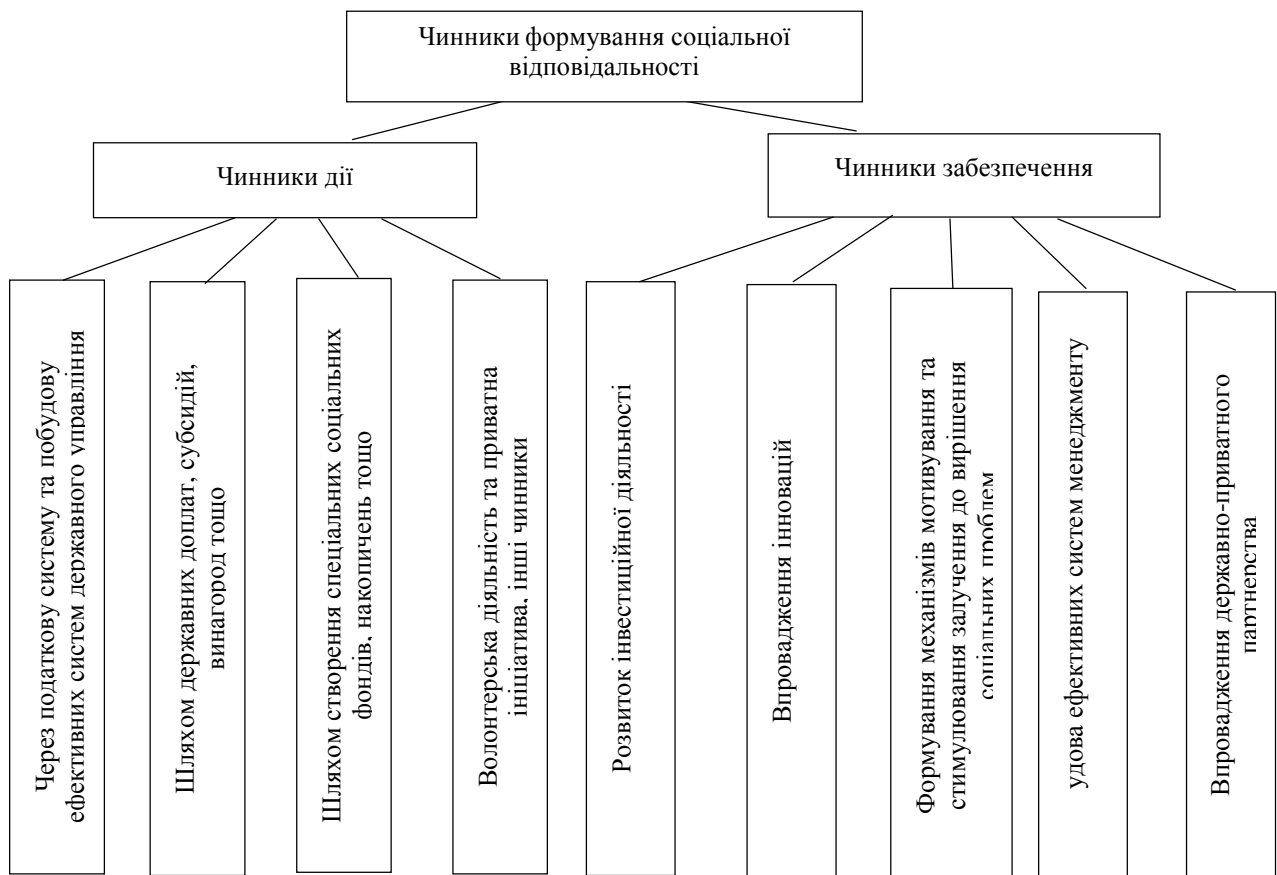 Чинники формування соціальної
відповідальності
Чинники дії
Чинники забезпечення
Через податкову систему та побудову
ефективних систем державного управління
Шляхом державних доплат, субсидій,
винагород тощо
Шляхом створення спеціальних соціальних
фондів, накопичень тощо
Волонтерська діяльність та приватна
ініціатива, інші чинники
Розвиток інвестиційної діяльності
Впровадження інновацій
Формування механізмів мотивування та
стимулювання залучення до вирішення
соціальних проблем
удова ефективних систем менеджменту
Впровадження державно-приватного
партнерства